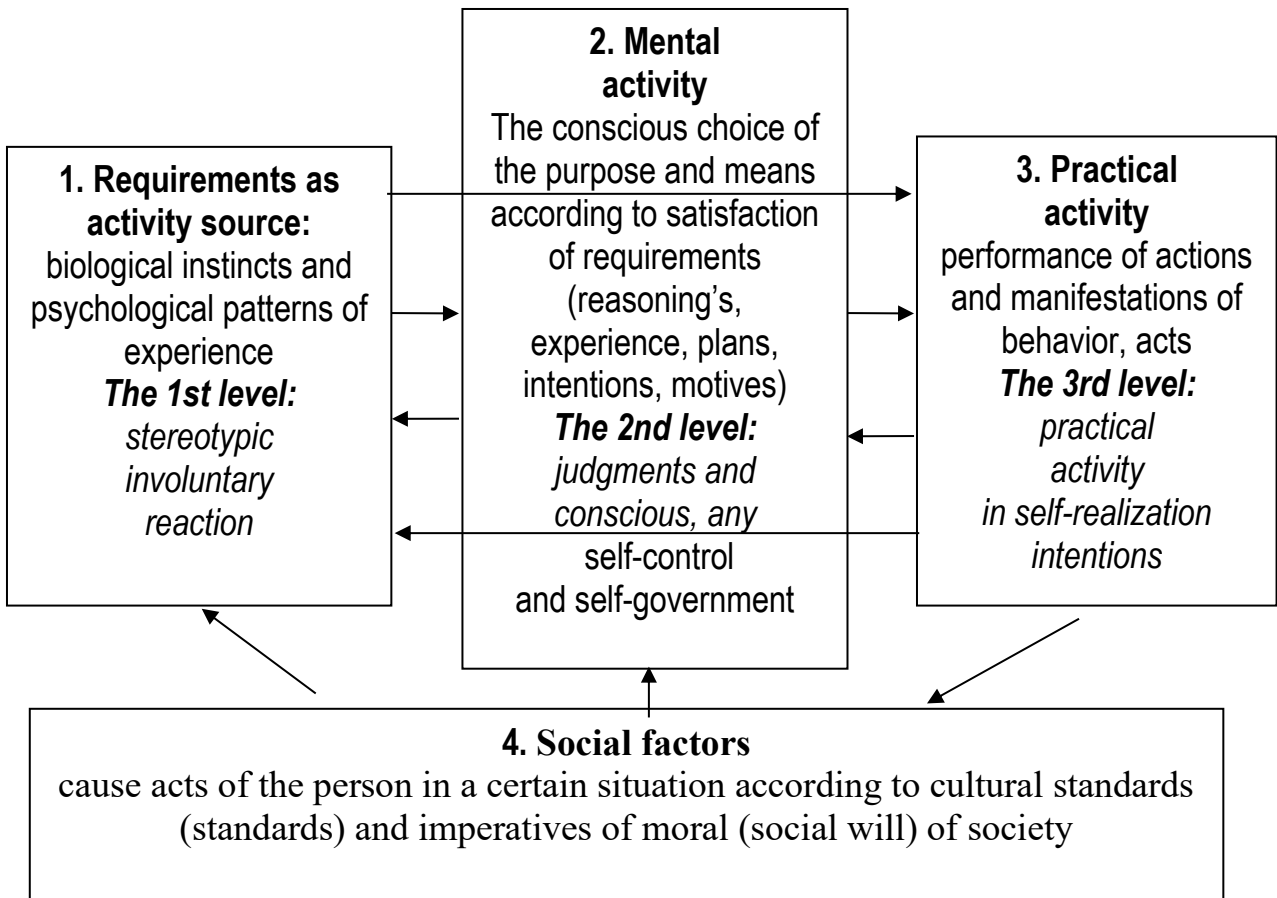 1. Requirements as
activity source:
biological instincts and
psychological patterns of
experience
The 1st level:
stereotypic
involuntary
reaction
2. Mental
activity
The conscious choice of
the purpose and means
according to satisfaction
of requirements
(reasoning’s,
experience, plans,
intentions, motives)
The 2nd level:
judgments and
conscious, any
self-control
and self-government
3. Practical
activity
performance of actions
and manifestations of
behavior, acts
The 3rd level:
practical
activity
in self-realization
intentions
4. Social factors
cause acts of the person in a certain situation according to cultural standards
(standards) and imperatives of moral (social will) of society